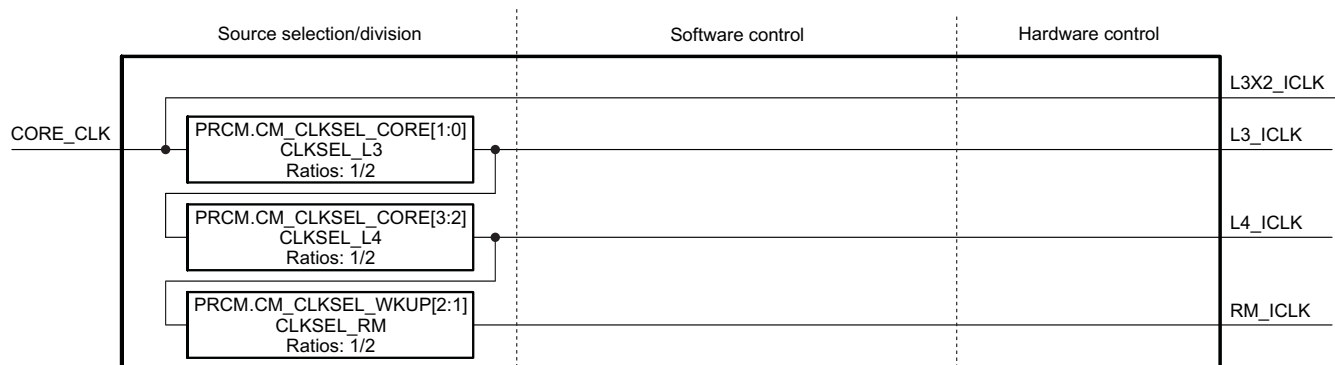 Source selection/division
Software control
Hardware control
L3X2_ICLK
CORE_CLK
PRCM.CM_CLKSEL_CORE[1:0]
CLKSEL_L3
Ratios: 1/2
L3_ICLK
PRCM.CM_CLKSEL_CORE[3:2]
CLKSEL_L4
Ratios: 1/2
L4_ICLK
PRCM.CM_CLKSEL_WKUP[2:1]
CLKSEL_RM
Ratios: 1/2
RM_ICLK